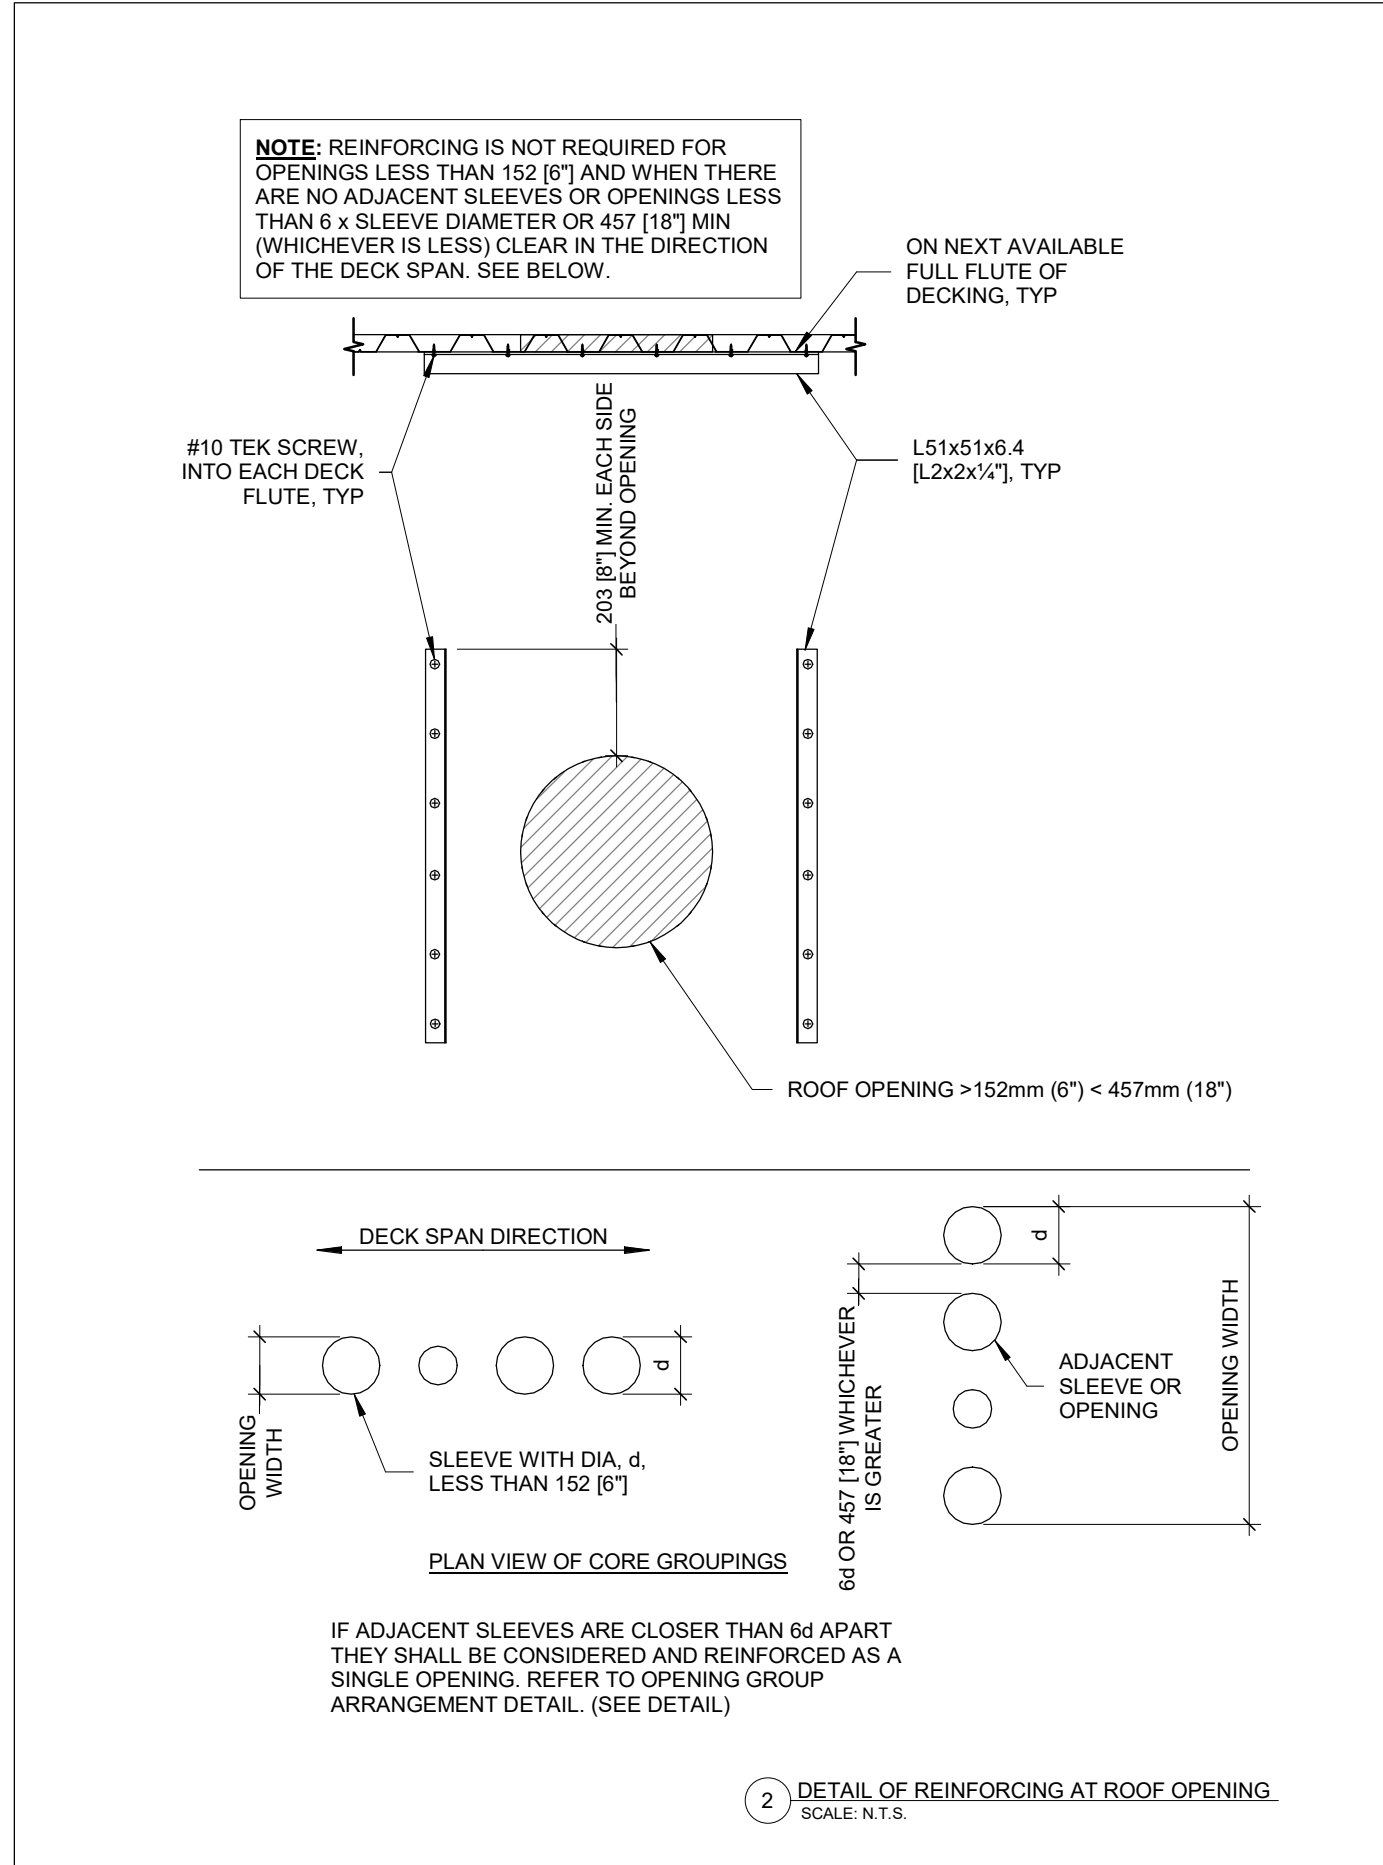 NOTE: REINFORCING IS NOT REQUIRED FOR
OPENINGS LESS THAN 152 [6"] AND WHEN THERE
ARE NO ADJACENT SLEEVES OR OPENINGS LESS
THAN 6 x SLEEVE DIAMETER OR 457 [18"] MIN
(WHICHEVER IS LESS) CLEAR IN THE DIRECTION
OF THE DECK SPAN. SEE BELOW.
ON NEXT AVAILABLE
FULL FLUTE OF
DECKING, TYP
#10 TEK SCREW,
INTO EACH DECK
FLUTE, TYP
203 [8"] MIN. EACH SIDE
BEYOND OPENING
L51x51x6.4
[L2x2x¼"], TYP
ROOF OPENING >152mm (6") < 457mm (18")
DECK SPAN DIRECTION
OPENING
WIDTH
d
SLEEVE WITH DIA, d,
LESS THAN 152 [6"]
d
6d OR 457 [18"] WHICHEVER
IS GREATER
ADJACENT
SLEEVE OR
OPENING
OPENING WIDTH
PLAN VIEW OF CORE GROUPINGS
IF ADJACENT SLEEVES ARE CLOSER THAN 6d APART
THEY SHALL BE CONSIDERED AND REINFORCED AS A
SINGLE OPENING. REFER TO OPENING GROUP
ARRANGEMENT DETAIL. (SEE DETAIL)
2 DETAIL OF REINFORCING AT ROOF OPENING
SCALE: N.T.S.